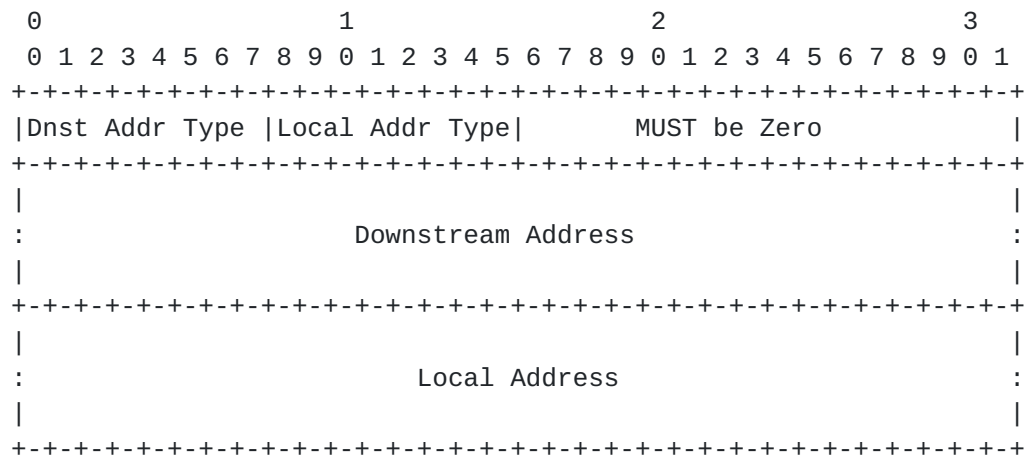 0                   1                   2                   3
 0 1 2 3 4 5 6 7 8 9 0 1 2 3 4 5 6 7 8 9 0 1 2 3 4 5 6 7 8 9 0 1
+-+-+-+-+-+-+-+-+-+-+-+-+-+-+-+-+-+-+-+-+-+-+-+-+-+-+-+-+-+-+-+-+
|Dnst Addr Type |Local Addr Type|       MUST be Zero            |
+-+-+-+-+-+-+-+-+-+-+-+-+-+-+-+-+-+-+-+-+-+-+-+-+-+-+-+-+-+-+-+-+
|                                                               |
:                     Downstream Address                        :
|                                                               |
+-+-+-+-+-+-+-+-+-+-+-+-+-+-+-+-+-+-+-+-+-+-+-+-+-+-+-+-+-+-+-+-+
|                                                               |
:                         Local Address                         :
|                                                               |
+-+-+-+-+-+-+-+-+-+-+-+-+-+-+-+-+-+-+-+-+-+-+-+-+-+-+-+-+-+-+-+-+